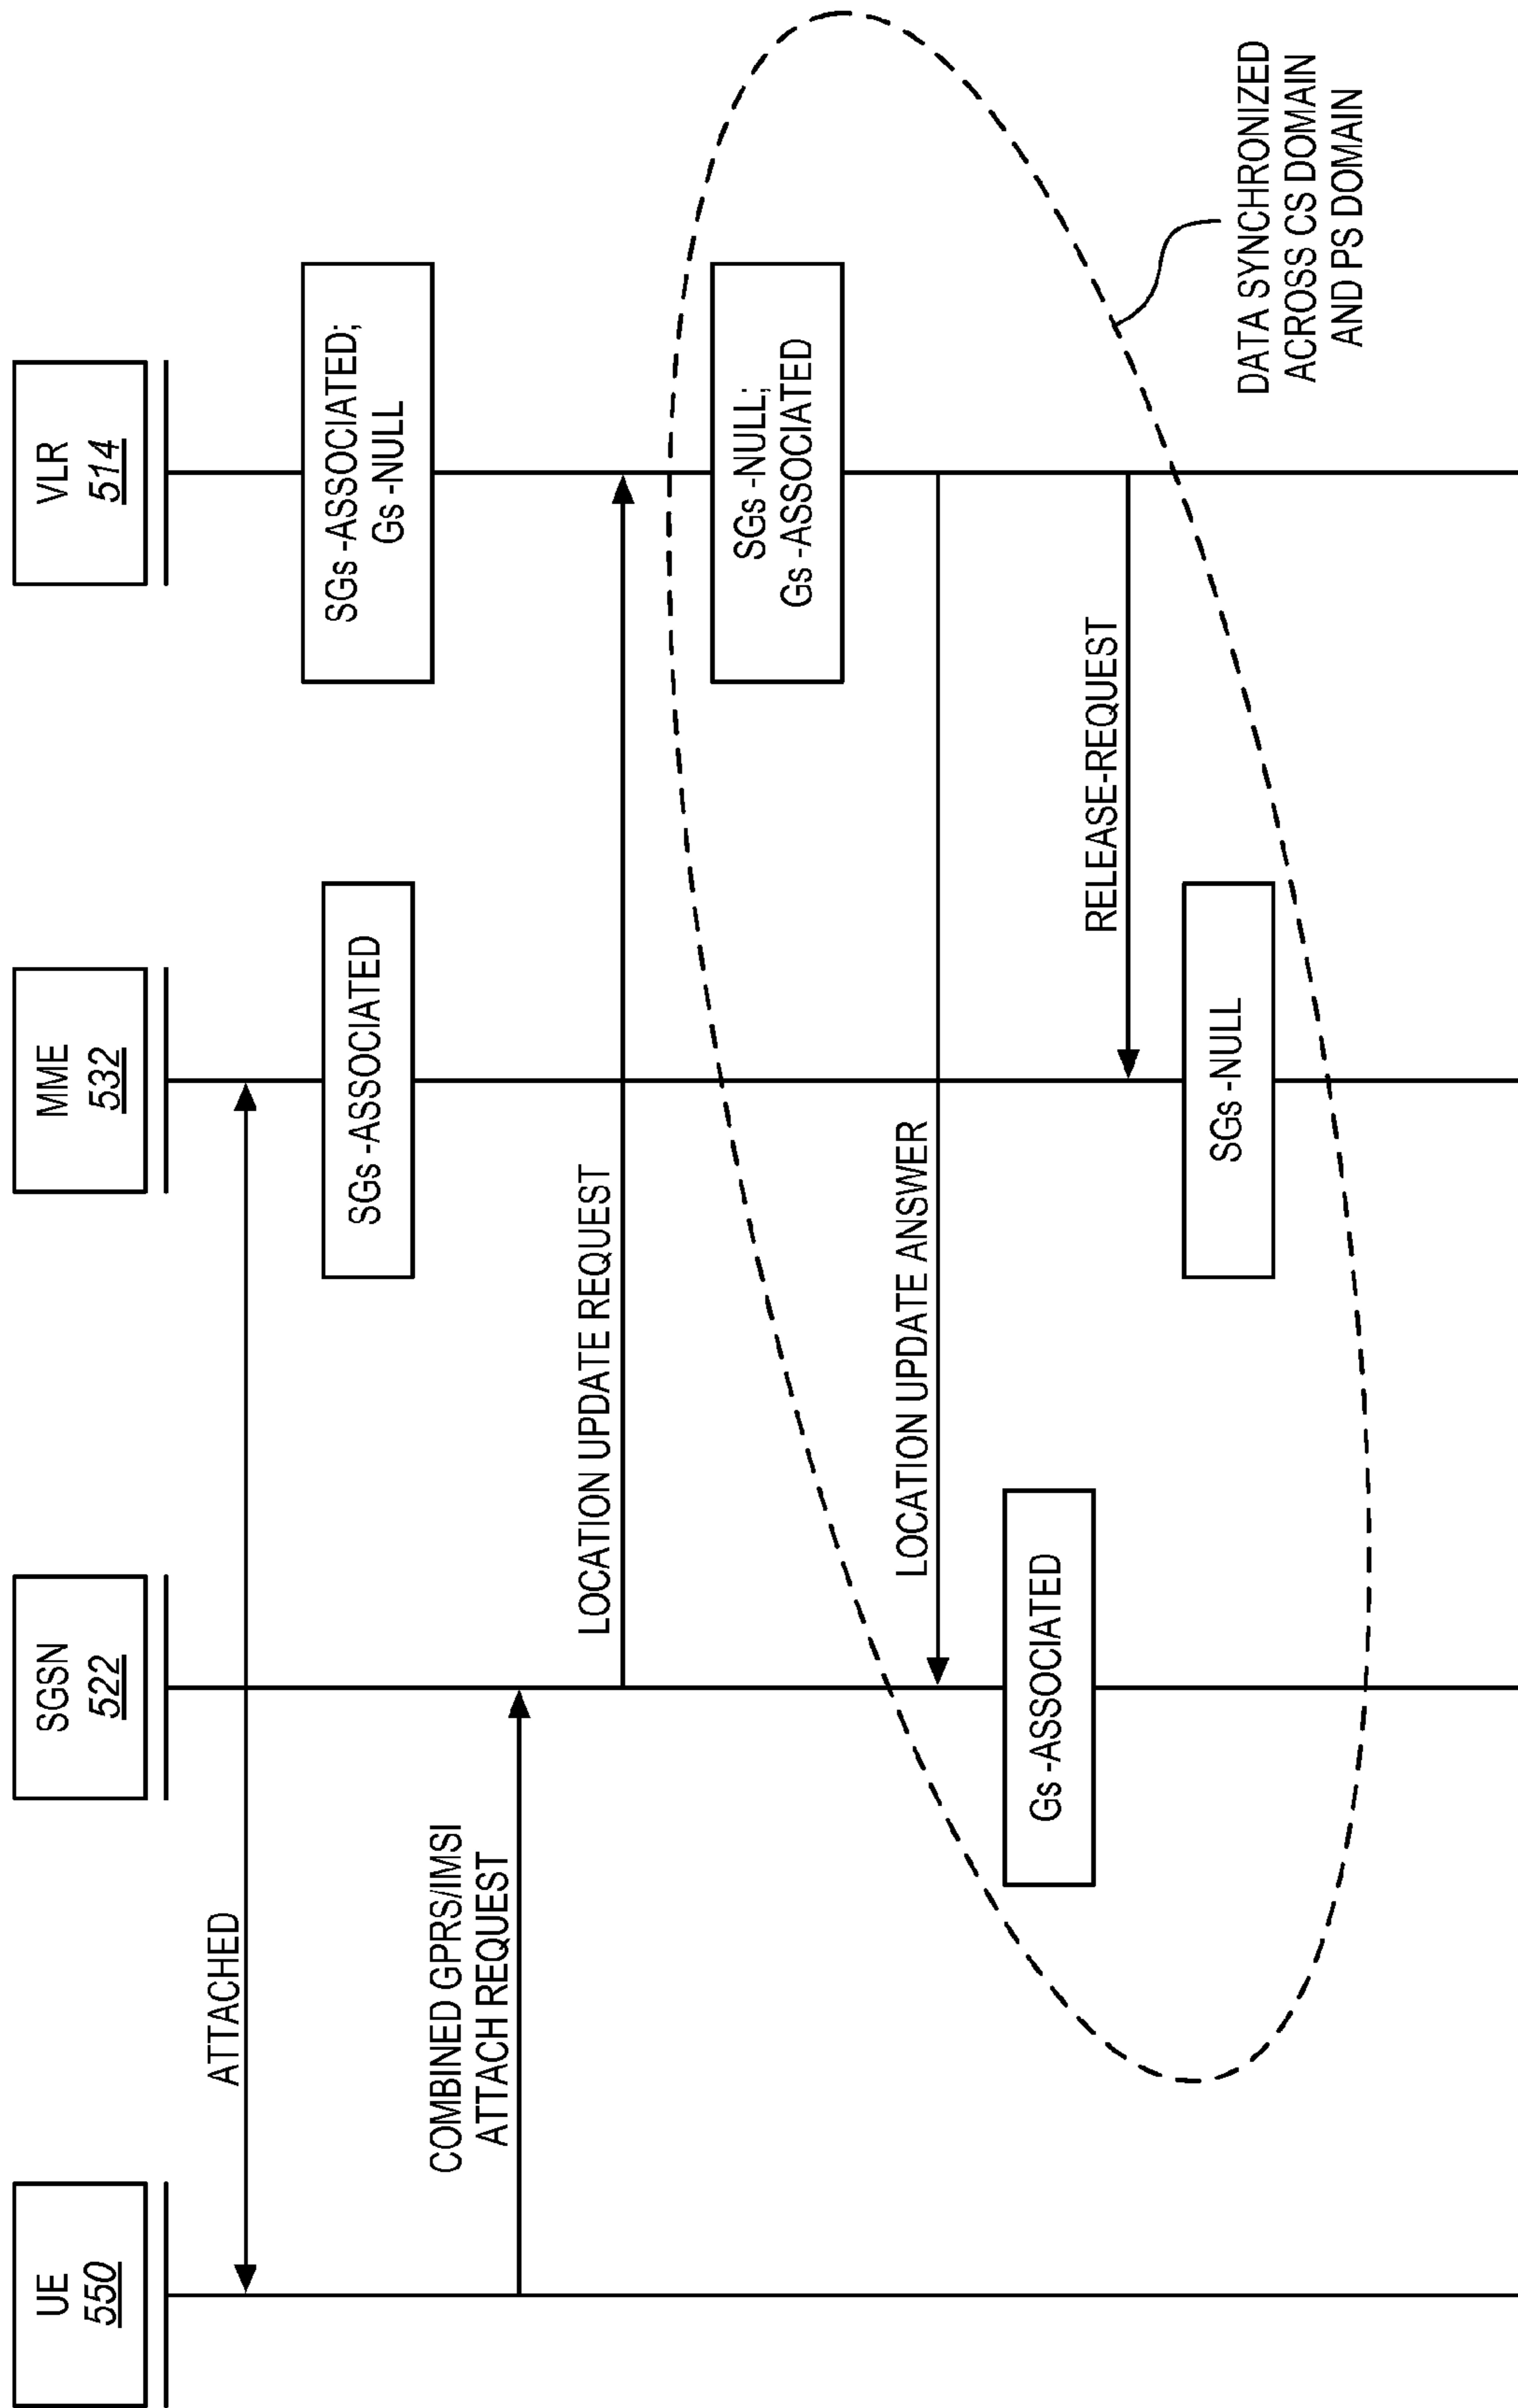 UE
550
SGSN
522
MME
532
VLR
514
ATTACHED
SGs -ASSOCIATED
SGs -ASSOCIATED;
Gs -NULL
COMBINED GPRS/IMSI
ATTACH REQUEST
LOCATION UPDATE REQUEST
SGs -NULL;
Gs -ASSOCIATED
LOCATION UPDATE ANSWER
Gs -ASSOCIATED
RELEASE-REQUEST
SGs -NULL
DATA SYNCHRONIZED
ACROSS CS DOMAIN
AND PS DOMAIN